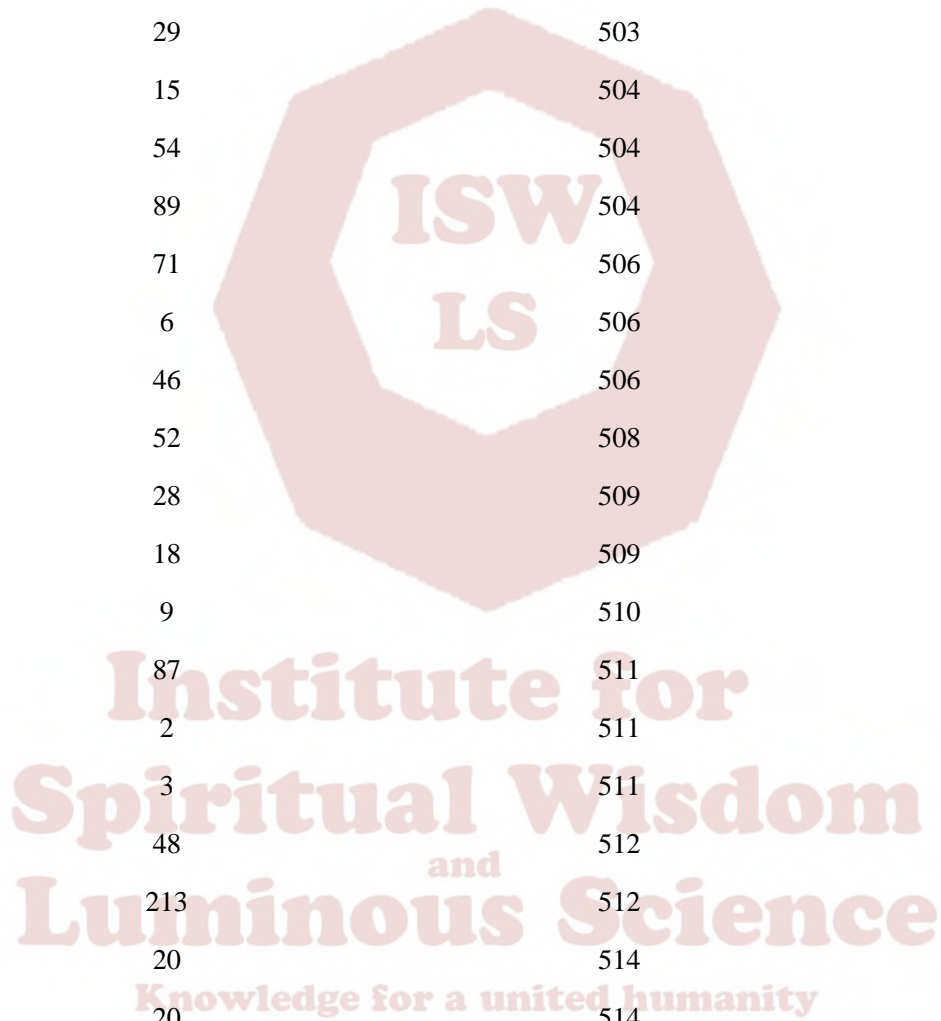 29 503
15 504
54 504
ISW
89 504
71 506
LS
6 506
46 506
52 508
28 509
18 509
9 510
Institute for
87 511
2 511
Spiritual Wisdom
3 511
48 512
and
Luminous Science
213 512
20 514
Knowledge for a united humanity
20 514